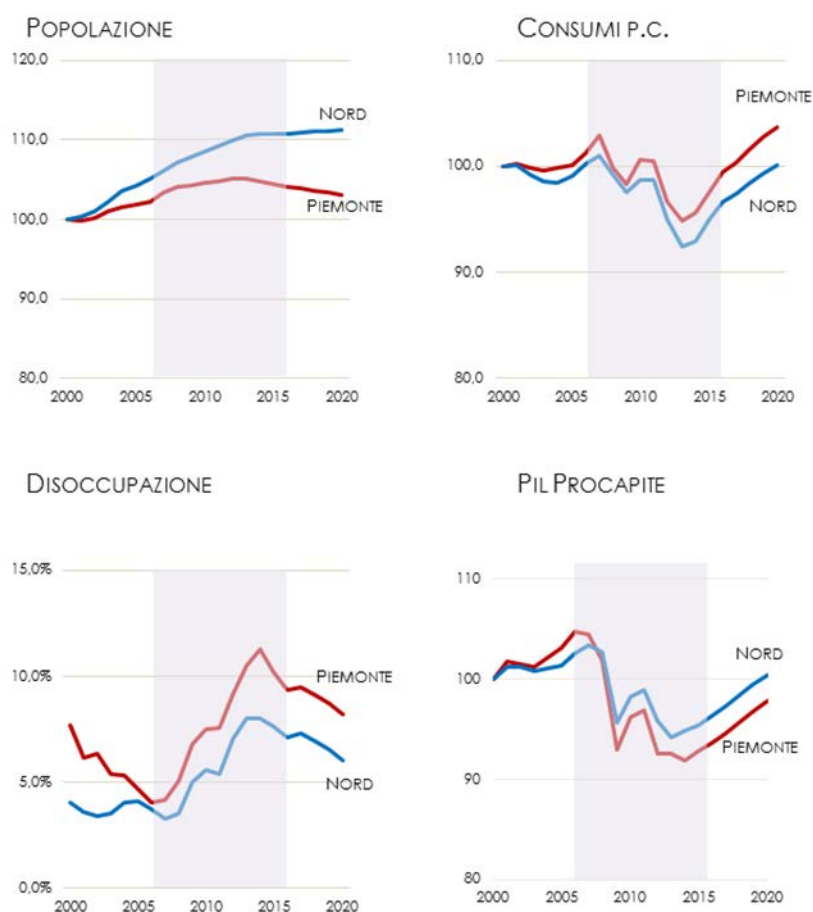 POPOLAZIONE
120,0
110,0
100,0
90,0
80,0
NORD
PIEMONTE
2000 2005 2010 2015 2020
CONSUMI P.C.
110,0
100,0
90,0
80,0
PIEMONTE
NORD
2000 2005 2010 2015 2020
DISOCCUPAZIONE
15,0%
10,0%
5,0%
0,0%
PIEMONTE
NORD
2000 2005 2010 2015 2020
PIL PROCAPITE
110
100
90
80
NORD
PIEMONTE
2000 2005 2010 2015 2020